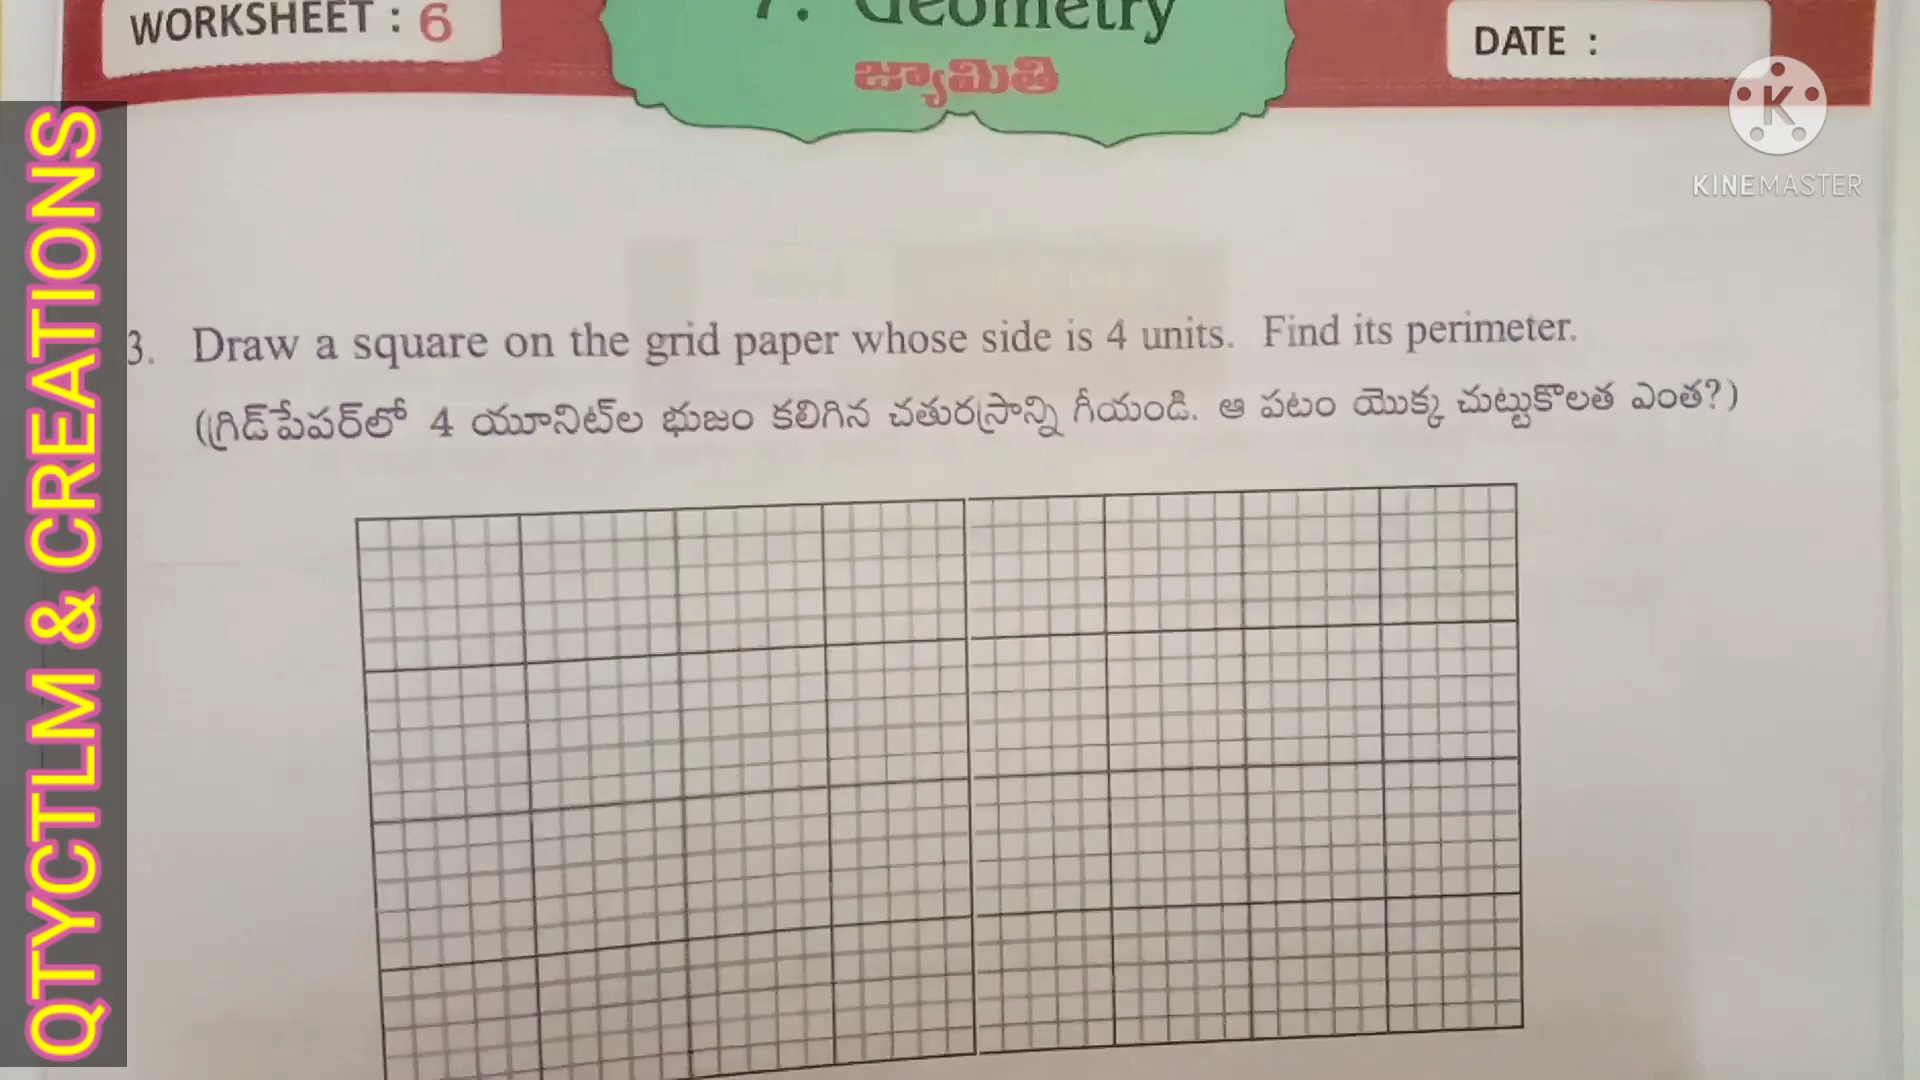 WORKSHEET : 6
7. Geometry
జ్యామితి
DATE :
KINEMASTER
QTYCTLM & CREATIONS
3. Draw a square on the grid paper whose side is 4 units. Find its perimeter.
(గ్రిడ్‌పేపర్‌లో 4 యూనిట్‌ల భుజం కలిగిన చతురస్రాన్ని గీయండి. ఆ పటం యొక్క చుట్టుకొలత ఎంత?)